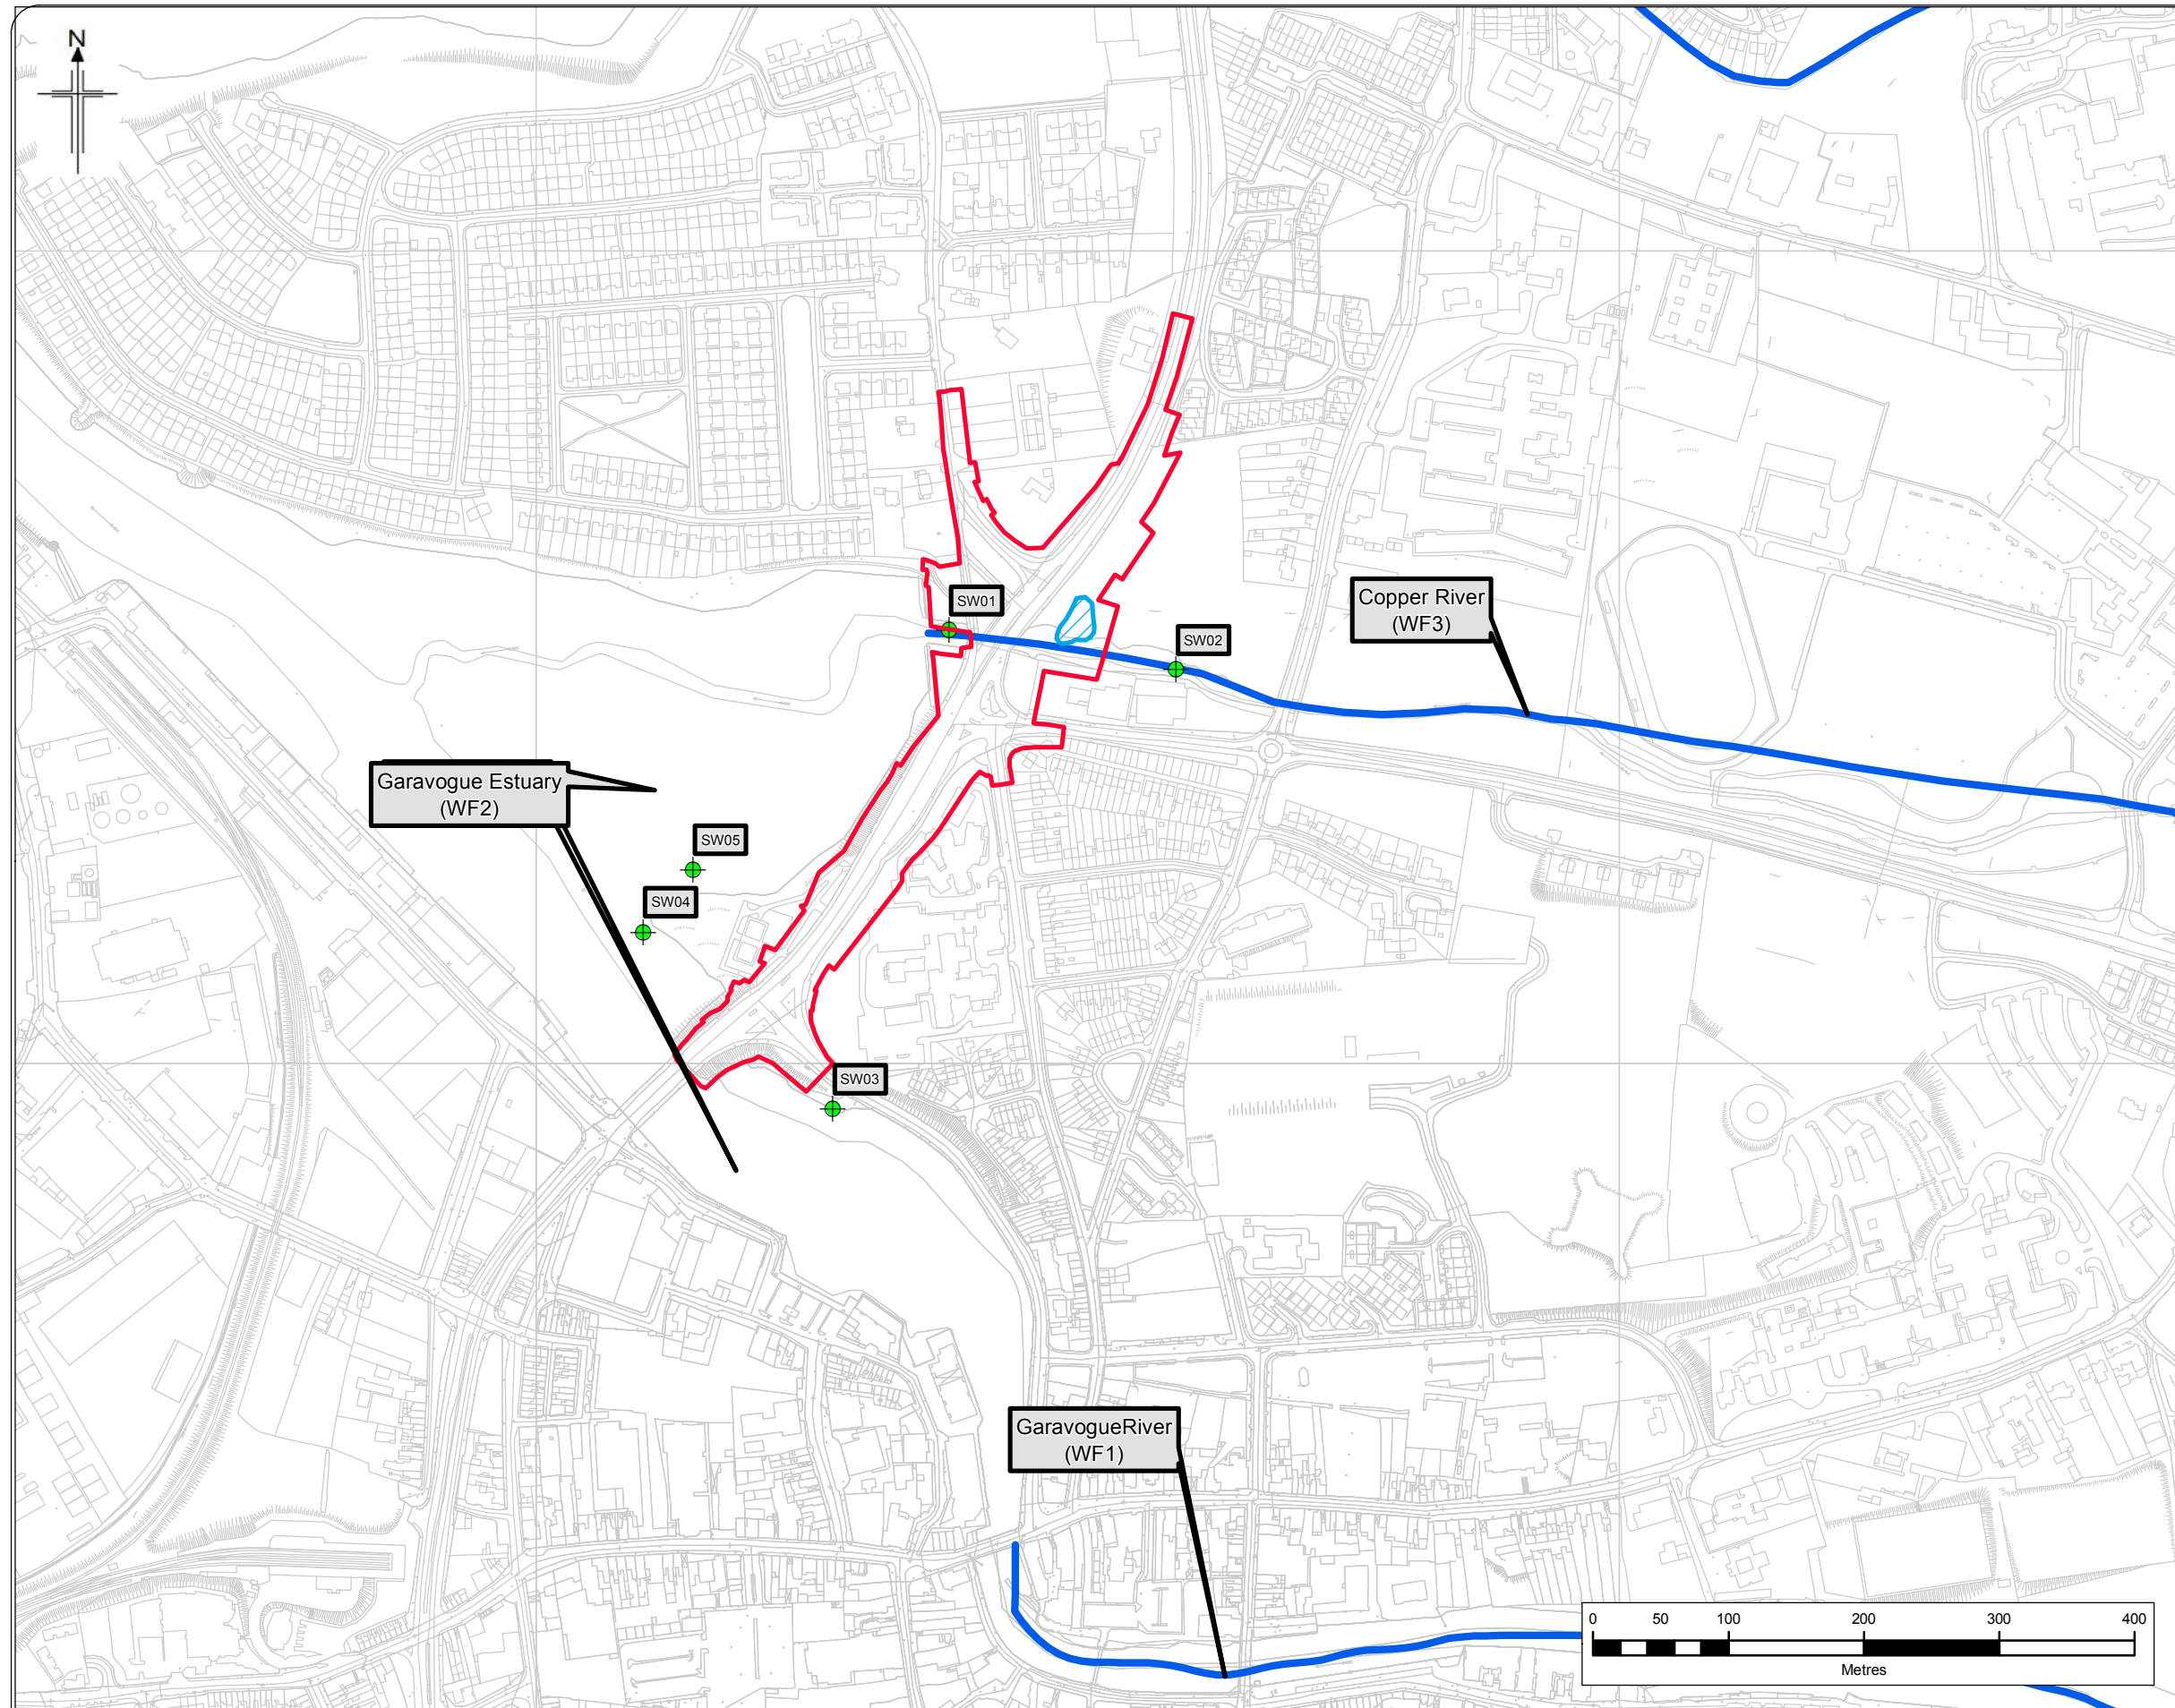 N
SW01
SW02
Copper River
(WF3)
Garavogue Estuary
(WF2)
SW05
SW04
SW03
GaravogueRiver
(WF1)
0 50 100 200 300 400
Metres